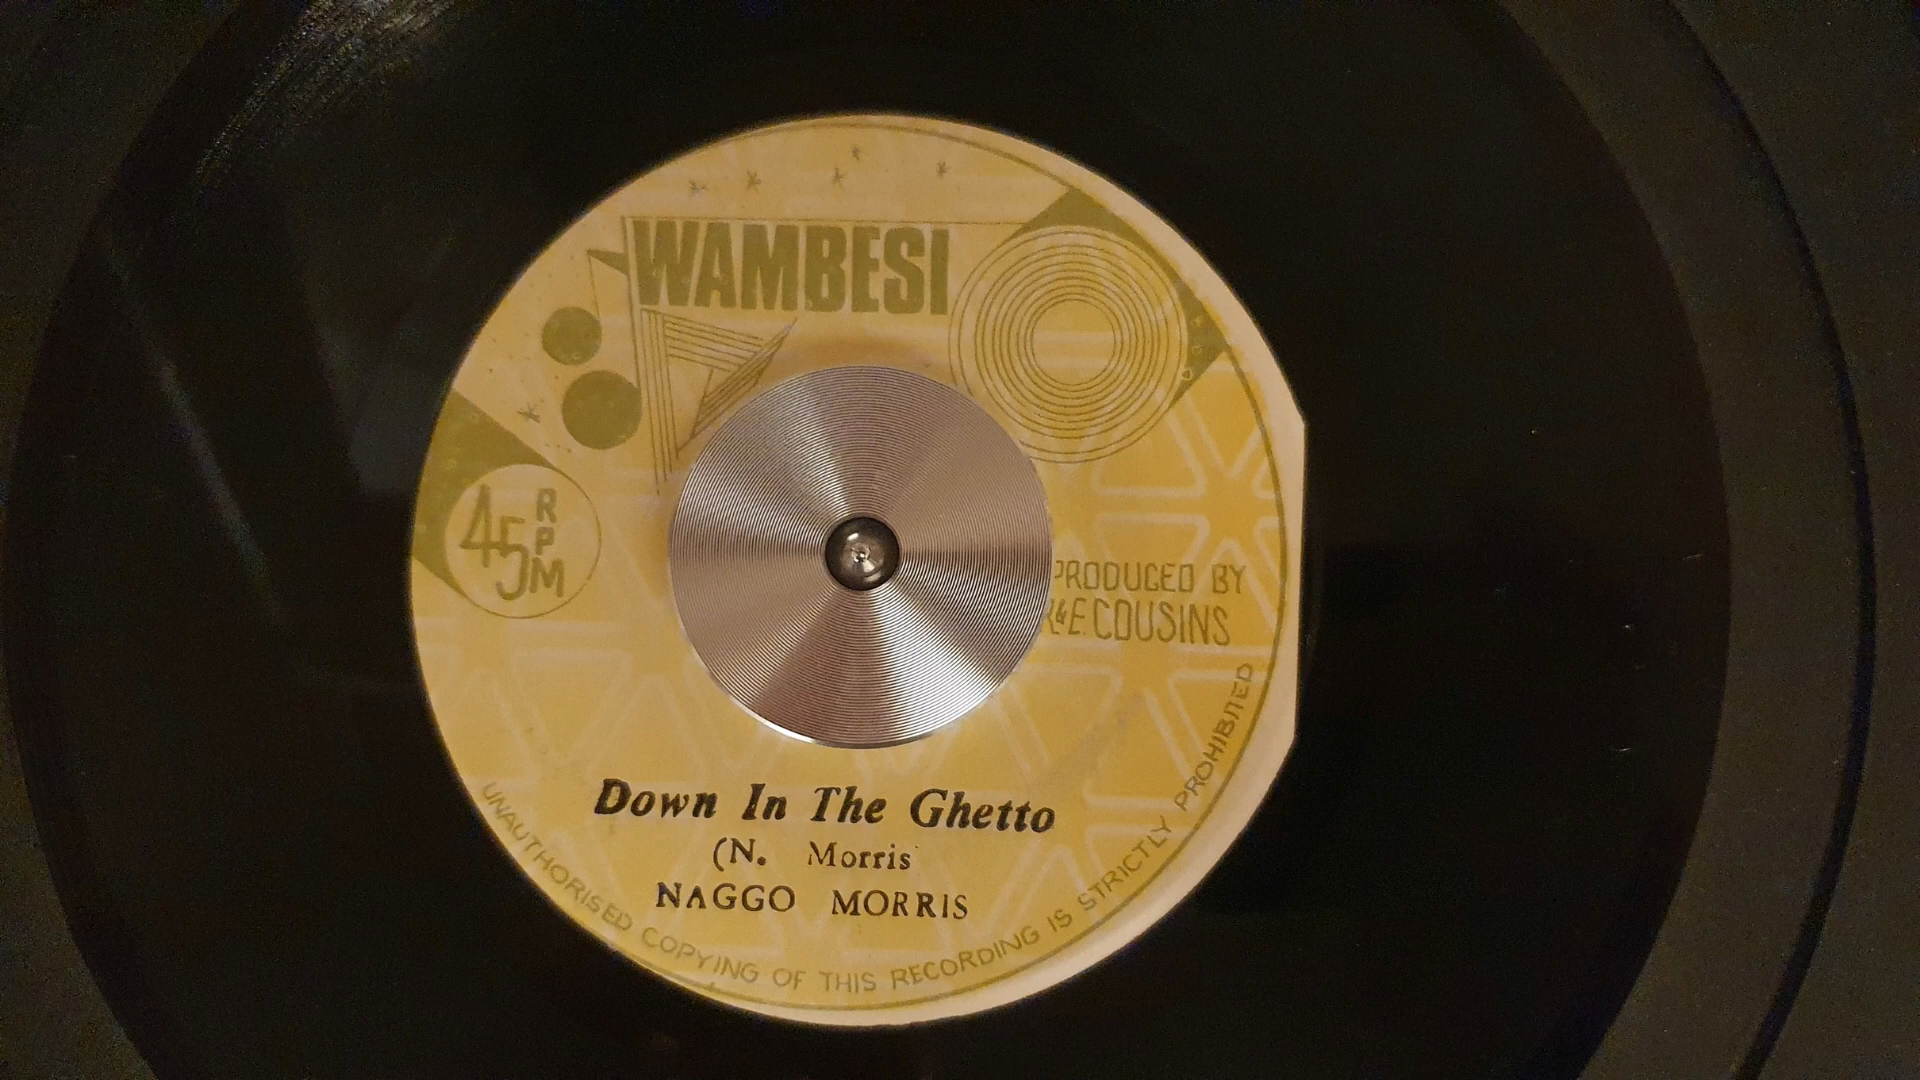 WAMBESI
45 RPM
PRODUCED BY
&E. COUSINS
Down In The Ghetto
(N. Morris
NAGGO MORRIS
UNAUTHORISED COPYING OF THIS RECORDING IS STRICTLY PROHIBITED